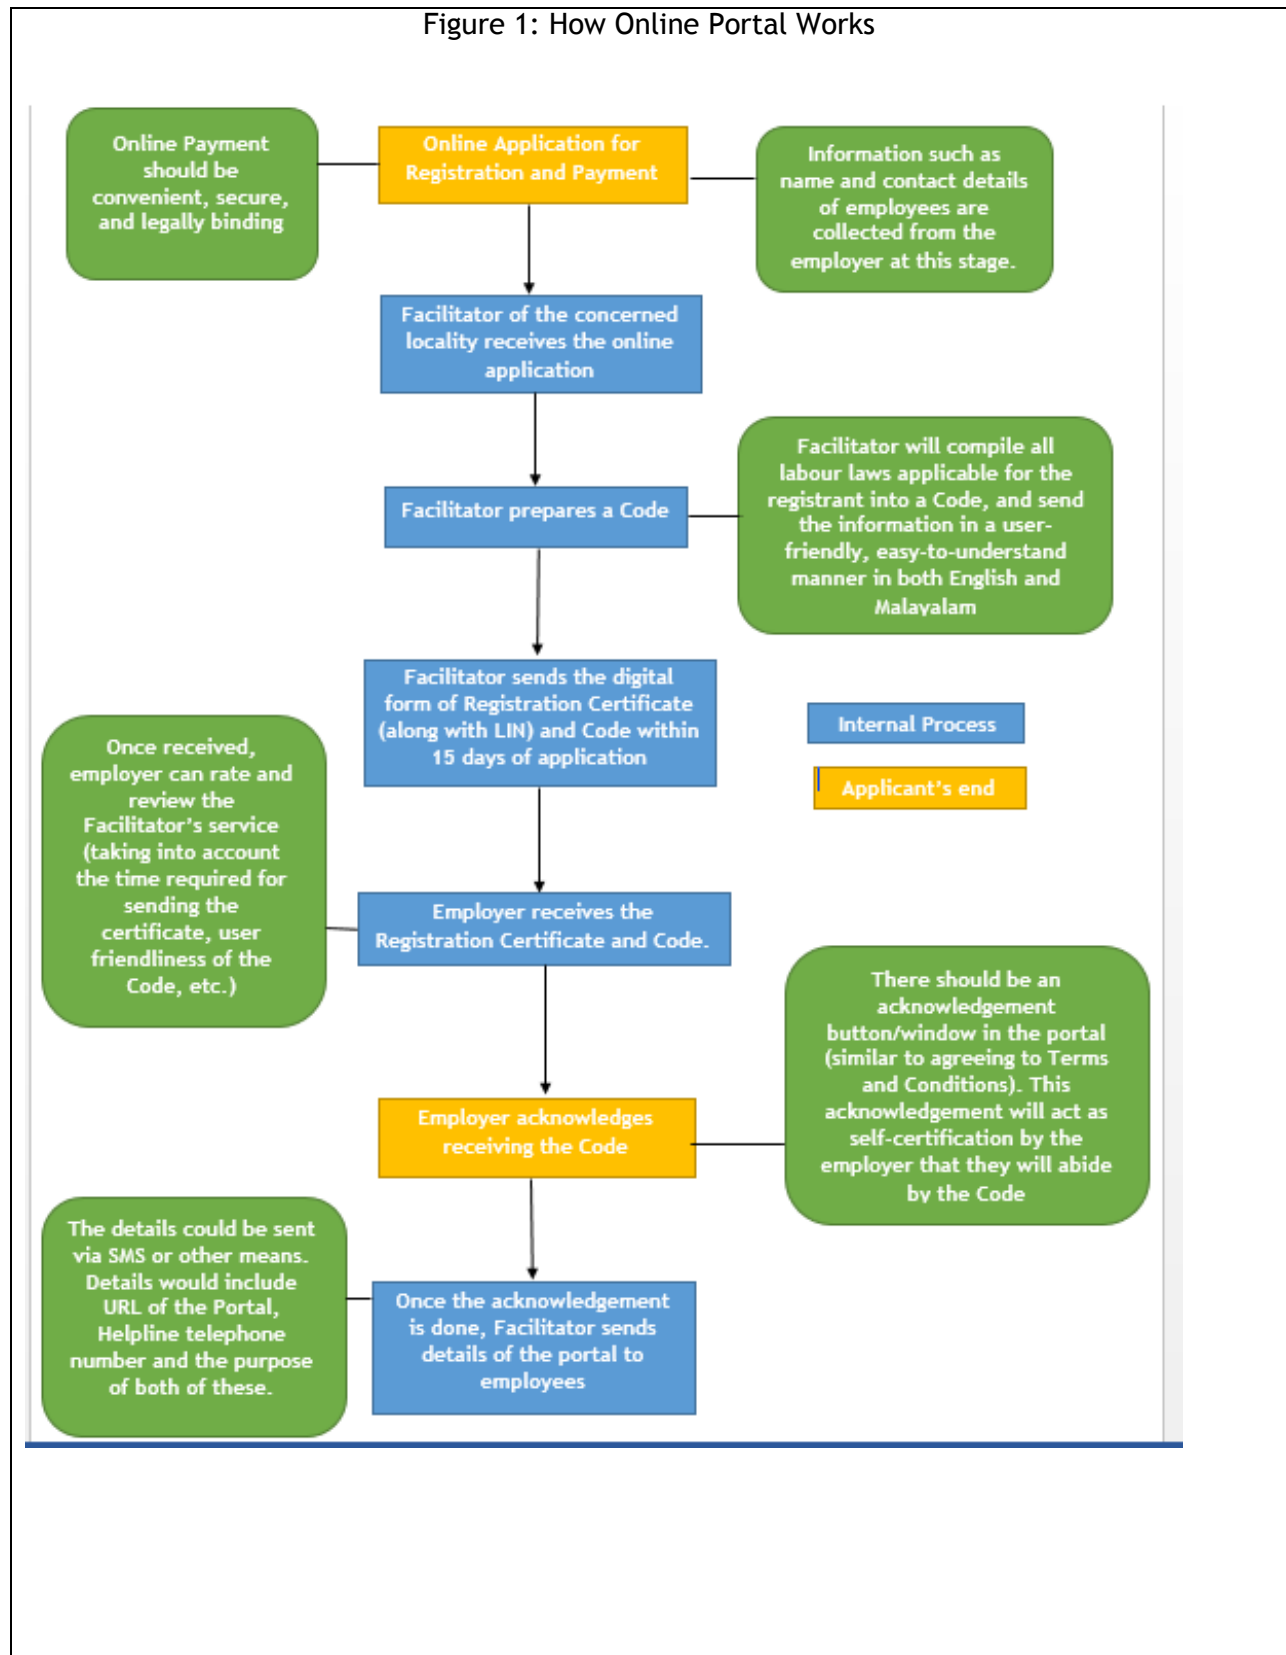 Figure 1: How Online Portal Works
Online Payment
should be
convenient, secure,
and legally binding
Online Application for
Registration and Payment
Information such as
name and contact details
of employees are
collected from the
employer at this stage.
Facilitator of the concerned
locality receives the online
application
Facilitator prepares a Code
Facilitator will compile all
labour laws applicable for the
registrant into a Code, and send
the information in a user-
friendly, easy-to-understand
manner in both English and
Malayalam
Facilitator sends the digital
form of Registration Certificate
(along with LIN) and Code within
15 days of application
Internal Process
Applicant's end
Once received,
employer can rate and
review the
Facilitator's service
(taking into account
the time required for
sending the
certificate, user
friendliness of the
Code, etc.)
Employer receives the
Registration Certificate and Code.
There should be an
acknowledgement
button/window in the portal
(similar to agreeing to Terms
and Conditions). This
acknowledgement will act as
self-certification by the
employer that they will abide
by the Code
Employer acknowledges
receiving the Code
The details could be sent
via SMS or other means.
Details would include
URL of the Portal,
Helpline telephone
number and the purpose
of both of these.
Once the acknowledgement
is done, Facilitator sends
details of the portal to
employees